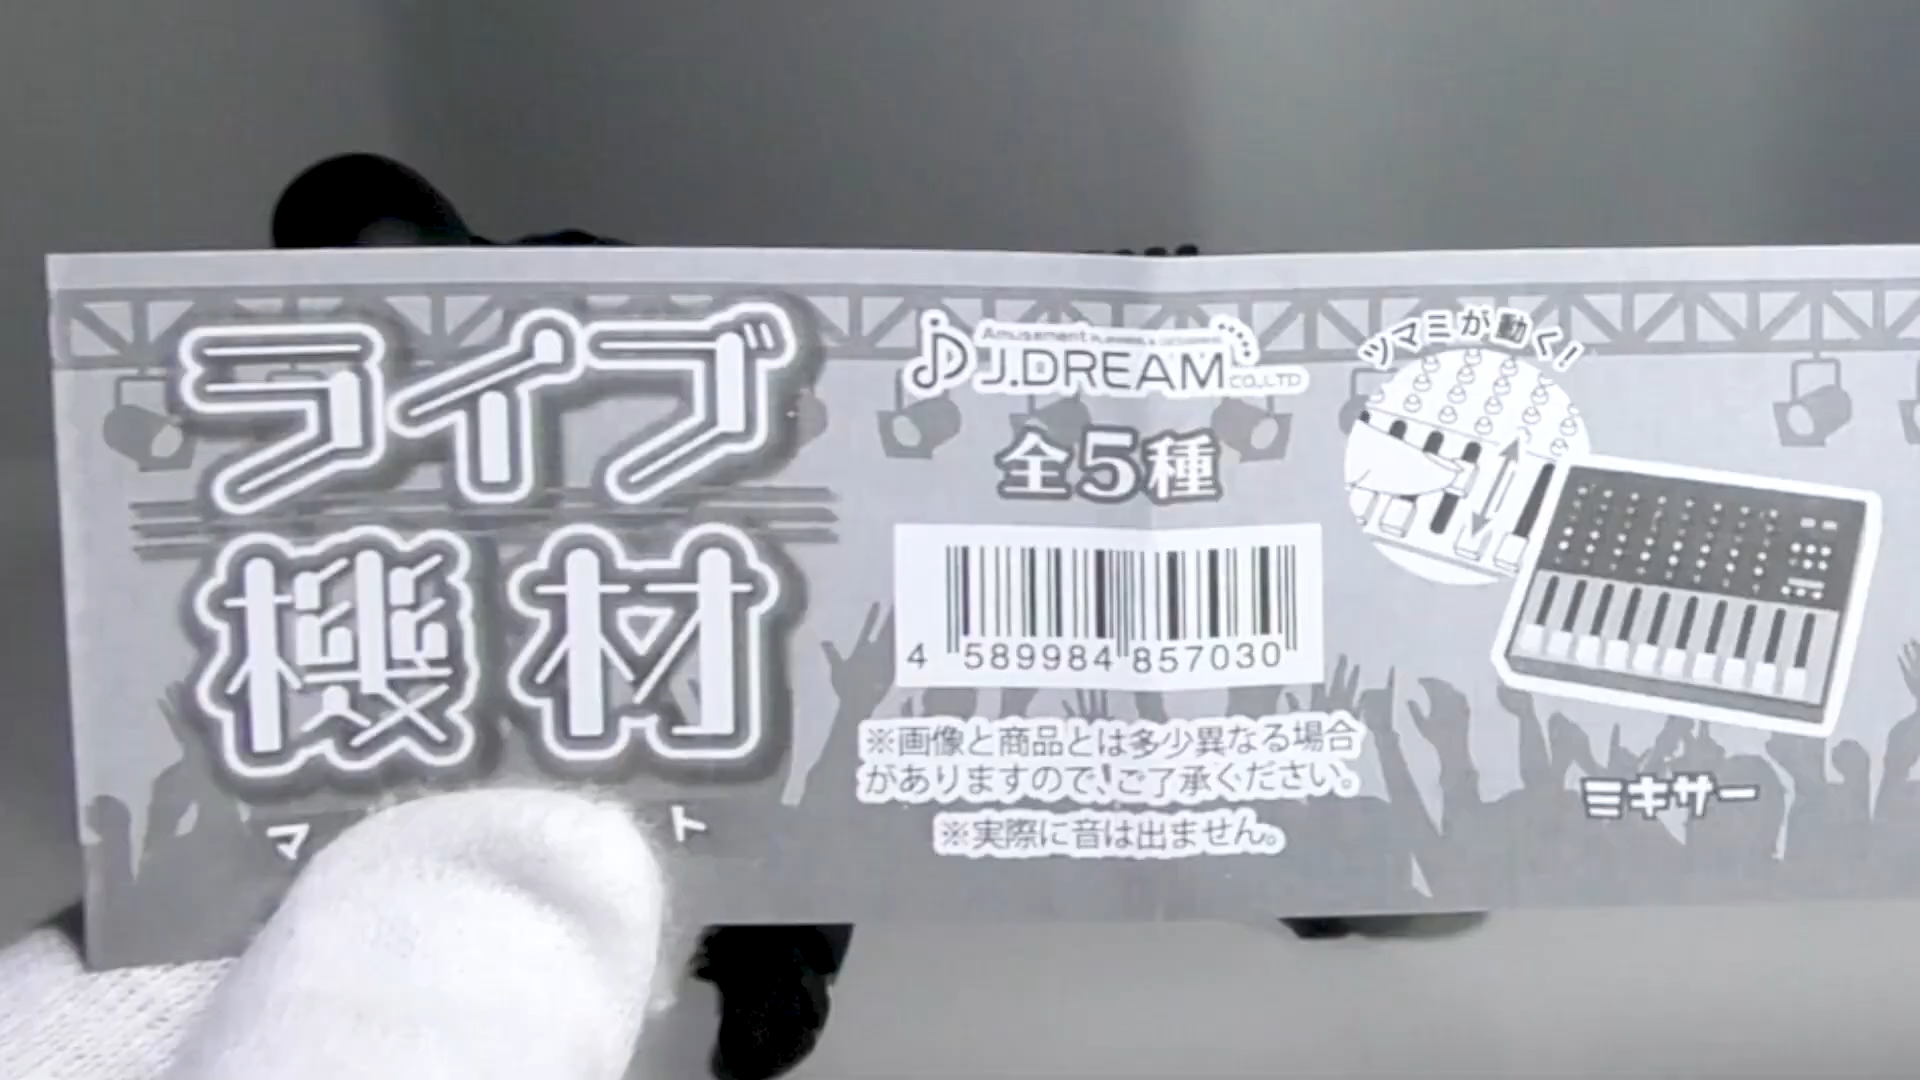 ライブ
機材
J.DREAM CO.,LTD
全5種
4 589984 857030
※画像と商品とは多少異なる場合
がありますので、ご了承ください。
※実際に音は出ません。
ツマミが動く!
ミキサー